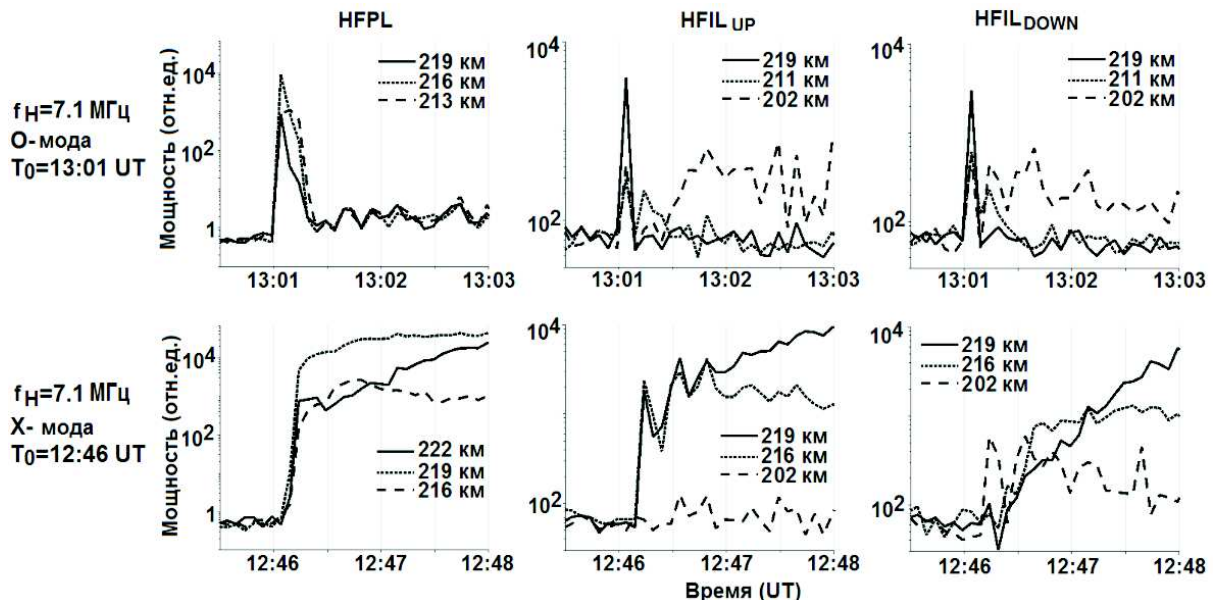 HFPL
HFIL UP
HFIL DOWN
f H=7.1 МГц
О- мода
T0=13:01 UT
Мощность (отн.ед.)
10^4
10^2
1
219 км
216 км
213 км
13:01 13:02 13:03
10^4
10^2
219 км
211 км
202 км
13:01 13:02 13:03
10^4
10^2
219 км
211 км
202 км
13:01 13:02 13:03
f H=7.1 МГц
Х- мода
T0=12:46 UT
Мощность (отн.ед.)
10^4
10^2
1
222 км
219 км
216 км
12:46 12:47 12:48
10^4
10^2
219 км
216 км
202 км
12:46 12:47 12:48
10^4
10^2
219 км
216 км
202 км
12:46 12:47 12:48
Время (UT)